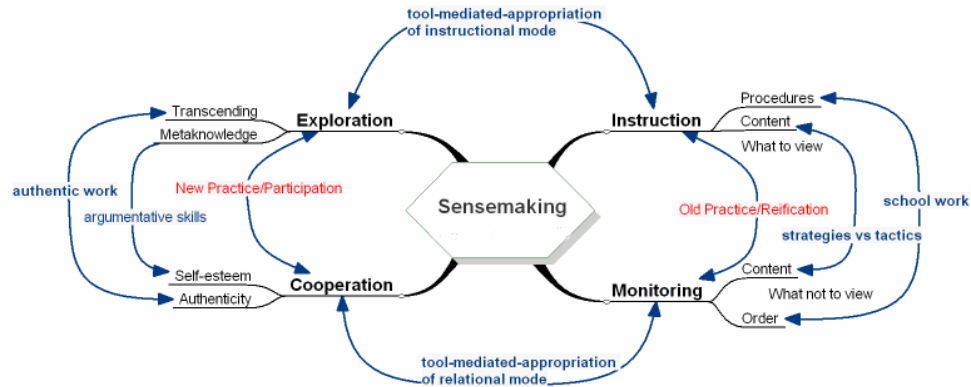 tool-mediated-appropriation
of instructional mode
Transcending
Metaknowledge
Exploration
Instruction
Procedures
Content
What to view
New Practice/Participation
authentic work
argumentative skills
Sensemaking
Old Practice/Reification
school work
strategies vs tactics
Self-esteem
Authenticity
Cooperation
Monitoring
Content
What not to view
Order
tool-mediated-appropriation
of relational mode